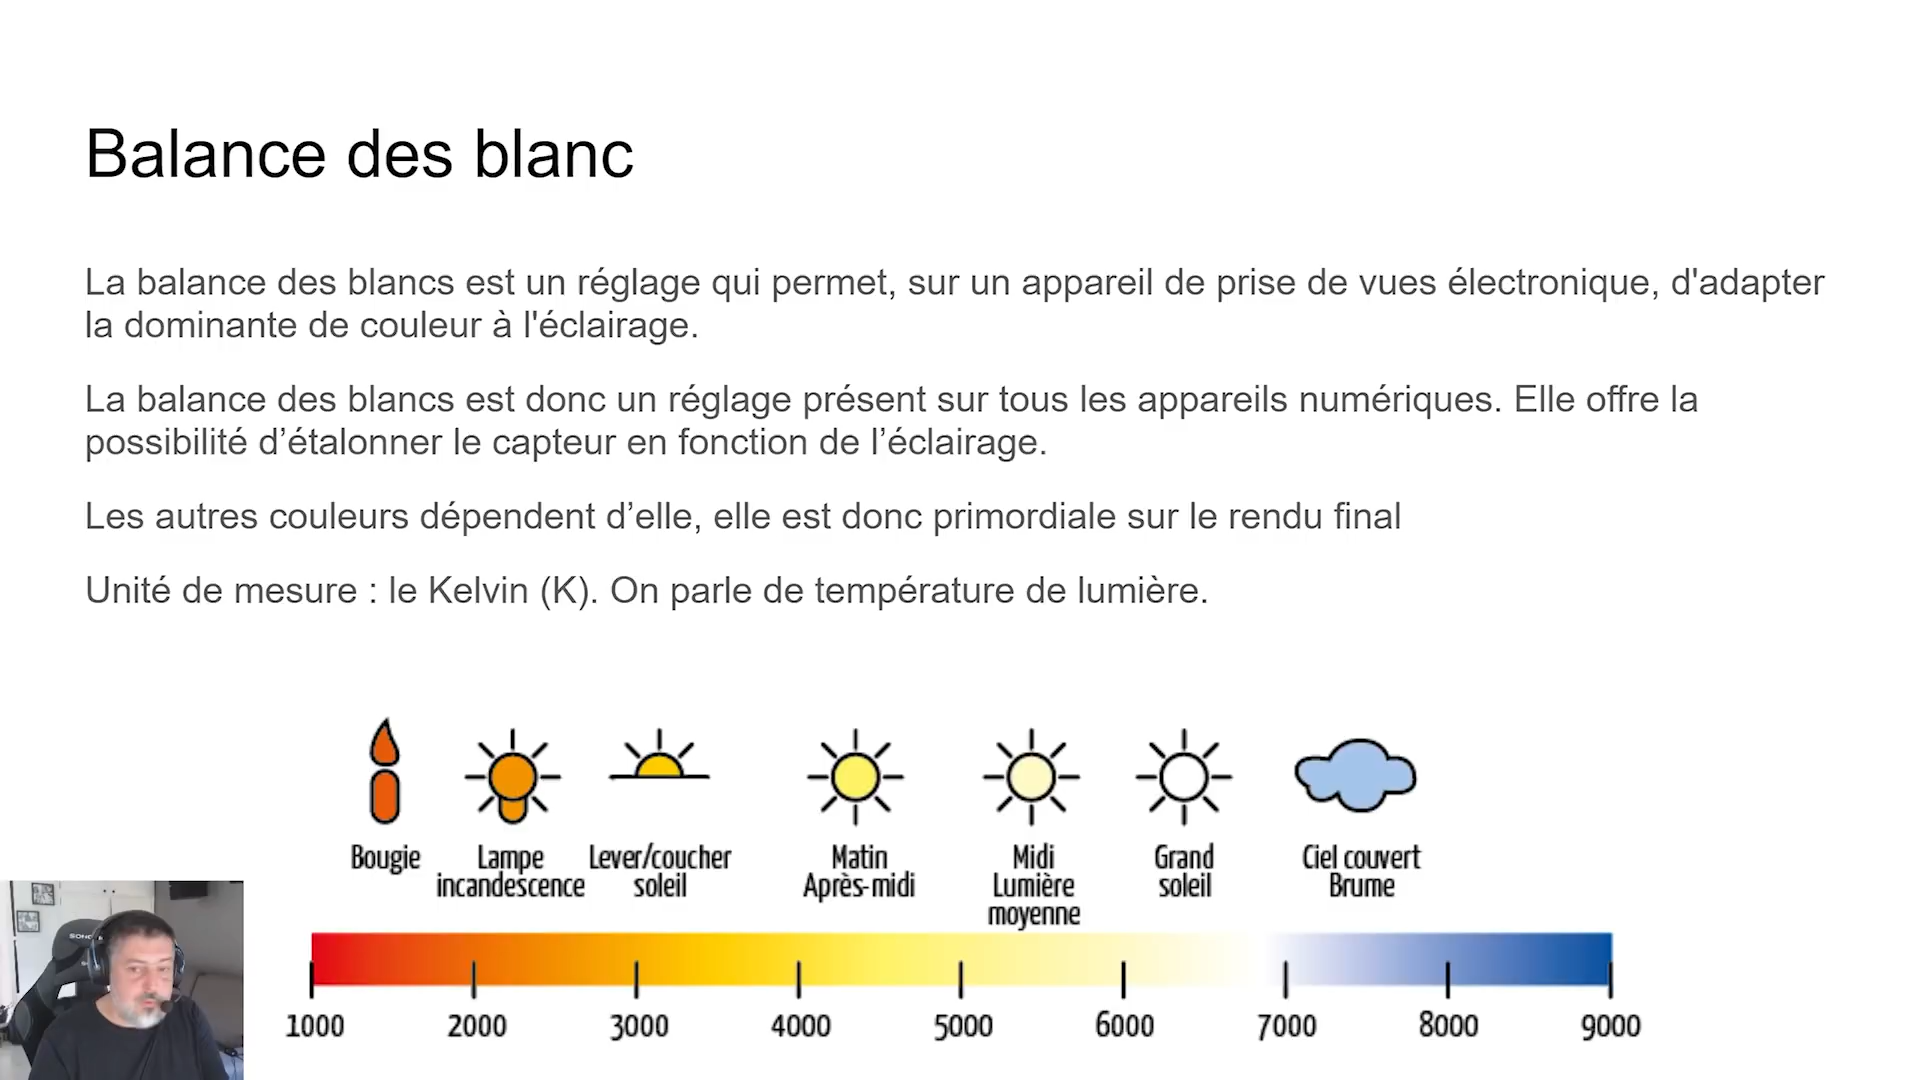 Balance des blanc
La balance des blancs est un réglage qui permet, sur un appareil de prise de vues électronique, d'adapter
la dominante de couleur à l'éclairage.
La balance des blancs est donc un réglage présent sur tous les appareils numériques. Elle offre la
possibilité d’étalonner le capteur en fonction de l’éclairage.
Les autres couleurs dépendent d’elle, elle est donc primordiale sur le rendu final
Unité de mesure : le Kelvin (K). On parle de température de lumière.
Bougie
Lampe
incandescence
Lever/coucher
soleil
Matin
Après-midi
Midi
Lumière
moyenne
Grand
soleil
Ciel couvert
Brume
1000 2000 3000 4000 5000 6000 7000 8000 9000